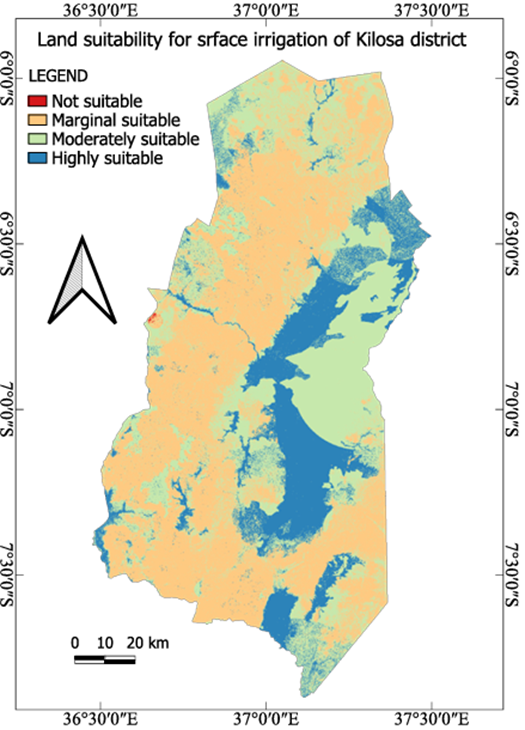 36°30'0"E 37°0'0"E 37°30'0"E
Land suitability for srface irrigation of Kilosa district
LEGEND
Not suitable
Marginal suitable
Moderately suitable
Highly suitable
6°0'0"S 6°0'0"S
6°30'0"S 6°30'0"S
7°0'0"S 7°0'0"S
7°30'0"S 7°30'0"S
0 10 20 km
36°30'0"E 37°0'0"E 37°30'0"E